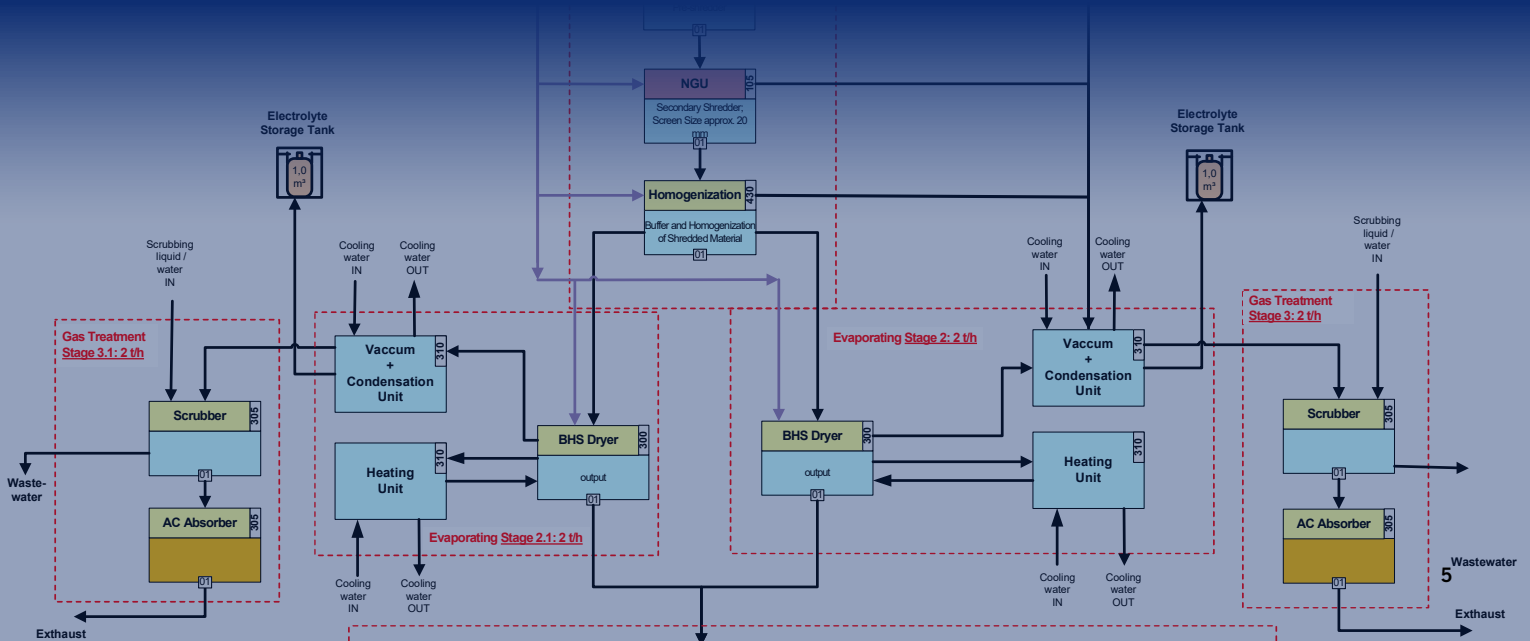 01
NGU
105
Secondary Shredder;
Screen Size approx. 20
mm
01
Electrolyte
Storage Tank
1,0
m³
Electrolyte
Storage Tank
1,0
m³
Homogenization
430
Buffer and Homogenization
of Shredded Material
01
Scrubbing
liquid /
water
IN
Cooling
water
IN
Cooling
water
OUT
Cooling
water
IN
Cooling
water
OUT
Scrubbing
liquid /
water
IN
Gas Treatment
Stage 3.1: 2 t/h
Vaccum
+
Condensation
Unit
310
Evaporating Stage 2: 2 t/h
Vaccum
+
Condensation
Unit
310
Gas Treatment
Stage 3: 2 t/h
Scrubber
305
01
BHS Dryer
300
output
01
BHS Dryer
300
output
01
Scrubber
305
01
Heating
Unit
310
Heating
Unit
310
Waste-
water
AC Absorber
305
01
Evaporating Stage 2.1: 2 t/h
AC Absorber
305
01
Cooling
water
IN
Cooling
water
OUT
Cooling
water
IN
Cooling
water
OUT
5
Wastewater
Exthaust
Exthaust